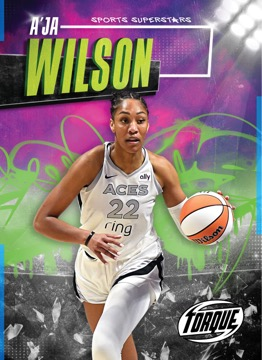 SPORTS SUPERSTARS
A'JA
WILSON
ally
ACES
22
ring
Wilson
TORQUE